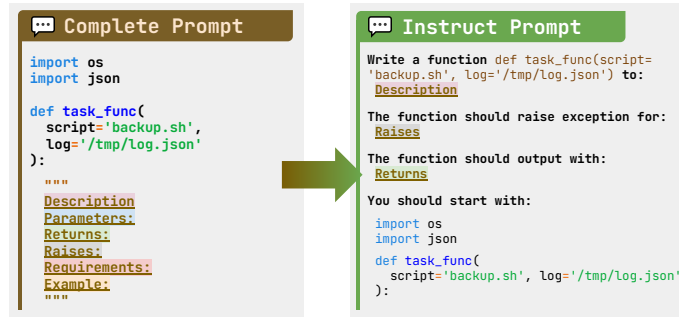 Complete Prompt
import os
import json
def task_func(
script='backup.sh',
log='/tmp/log.json'
):
"""
Description
Parameters:
Returns:
Raises:
Requirements:
Example:
"""
Instruct Prompt
Write a function def task_func(script=
'backup.sh', log='/tmp/log.json') to:
Description
The function should raise exception for:
Raises
The function should output with:
Returns
You should start with:
import os
import json
def task_func(
script='backup.sh', log='/tmp/log.json'
):